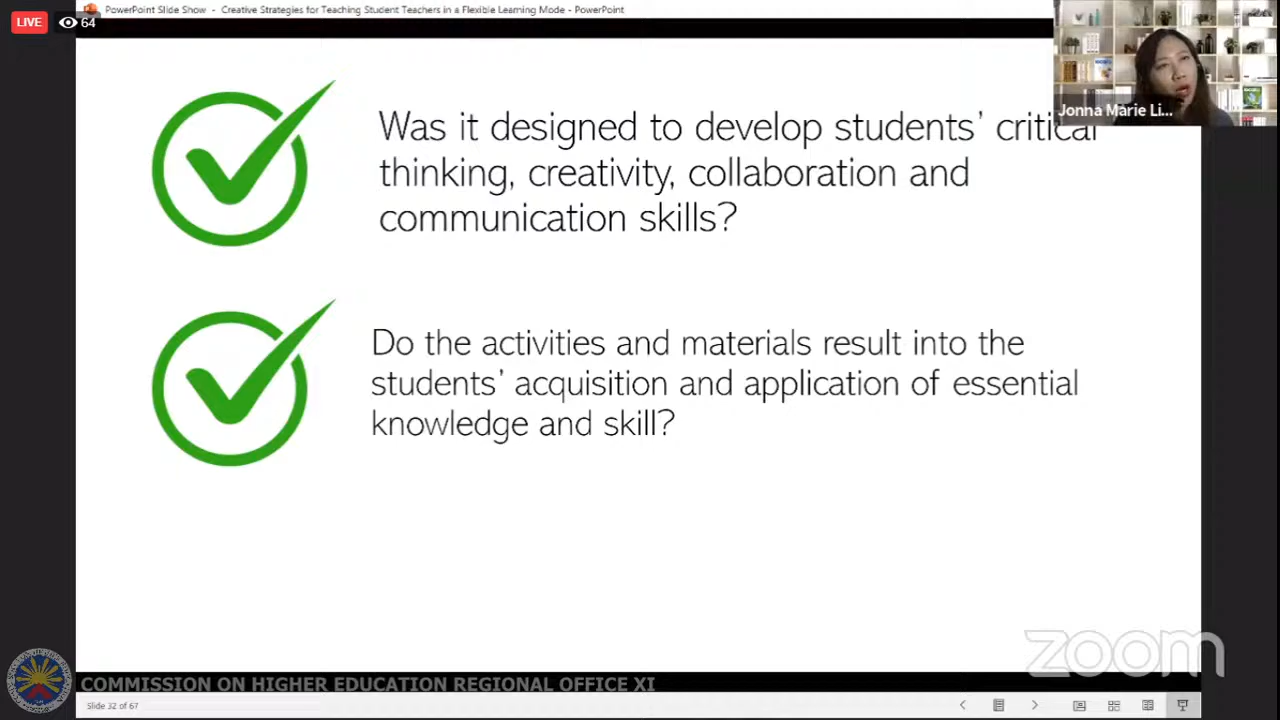 PowerPoint Slide Show - Creative Strategies for Teaching Student Teachers in a Flexible Learning Mode - PowerPoint
LIVE 64
Jonna Marie Li...
Was it designed to develop students’ critical
thinking, creativity, collaboration and
communication skills?
Do the activities and materials result into the
students’ acquisition and application of essential
knowledge and skill?
zoom
COMMISSION ON HIGHER EDUCATION REGIONAL OFFICE XI
Slide 32 of 67